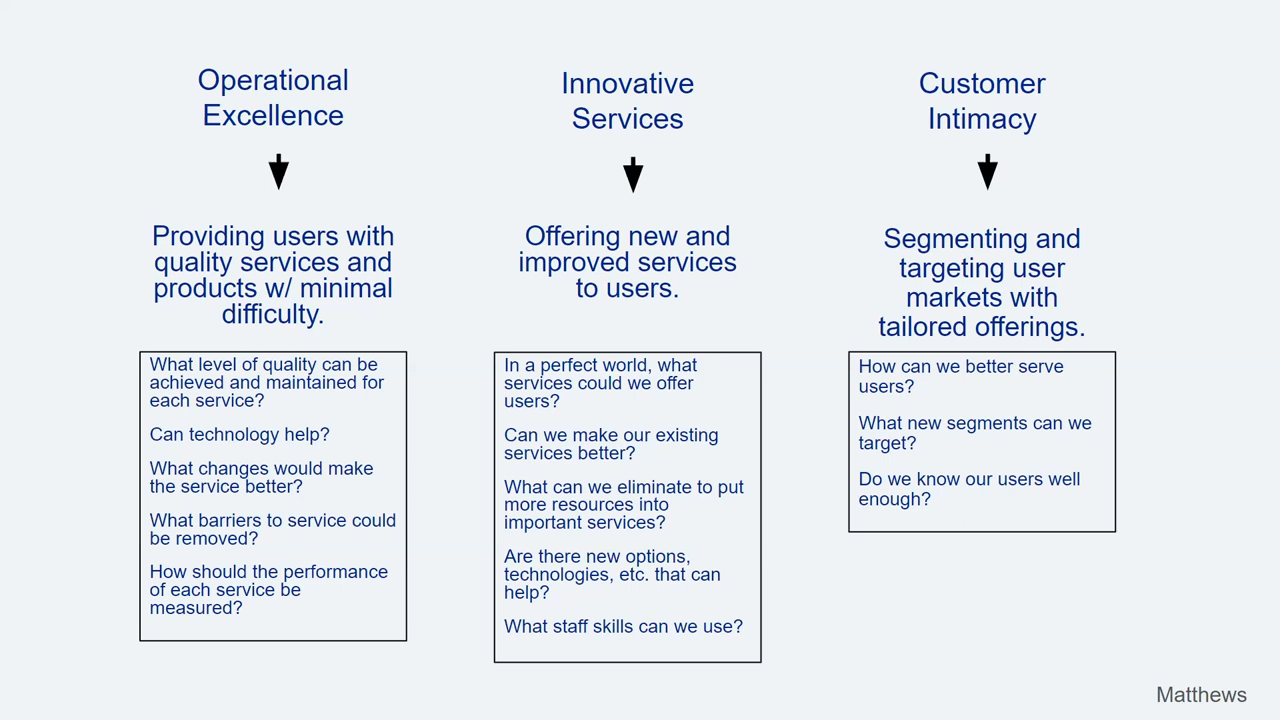 Operational
Excellence
Providing users with
quality services and
products w/ minimal
difficulty.
What level of quality can be
achieved and maintained for
each service?
Can technology help?
What changes would make
the service better?
What barriers to service could
be removed?
How should the performance
of each service be
measured?
Innovative
Services
Offering new and
improved services
to users.
In a perfect world, what
services could we offer
users?
Can we make our existing
services better?
What can we eliminate to put
more resources into
important services?
Are there new options,
technologies, etc. that can
help?
What staff skills can we use?
Customer
Intimacy
Segmenting and
targeting user
markets with
tailored offerings.
How can we better serve
users?
What new segments can we
target?
Do we know our users well
enough?
Matthews